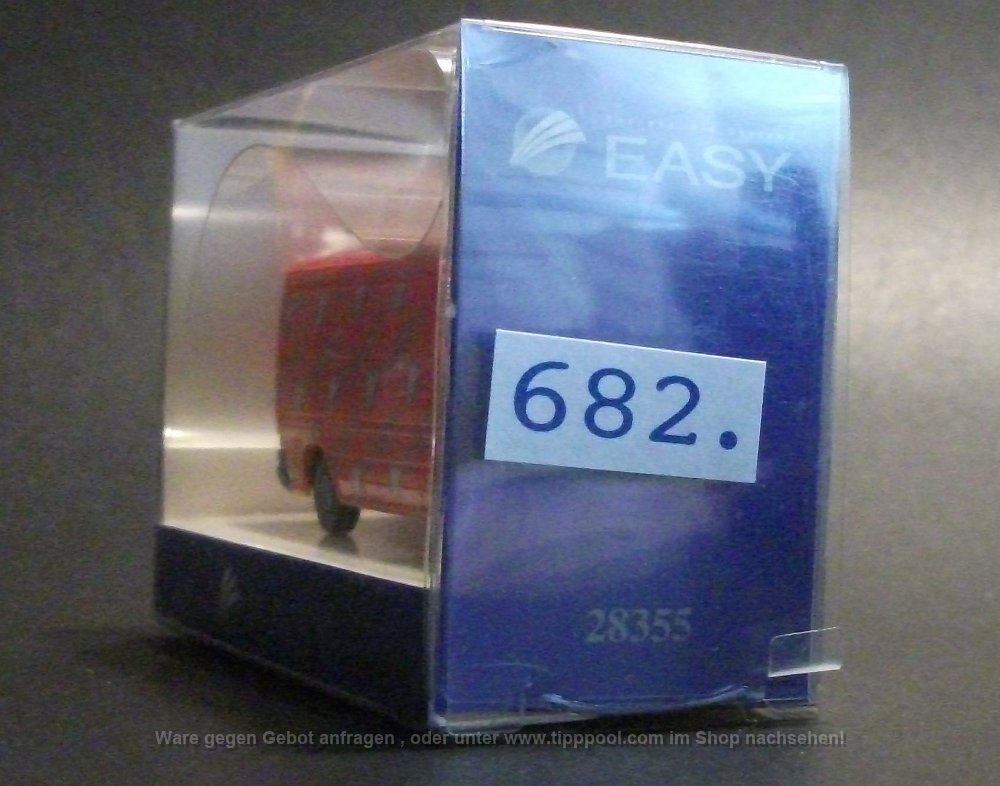 EASY
682.
28355
Ware gegen Gebot anfragen , oder unter www.tipppool.com im Shop nachsehen!